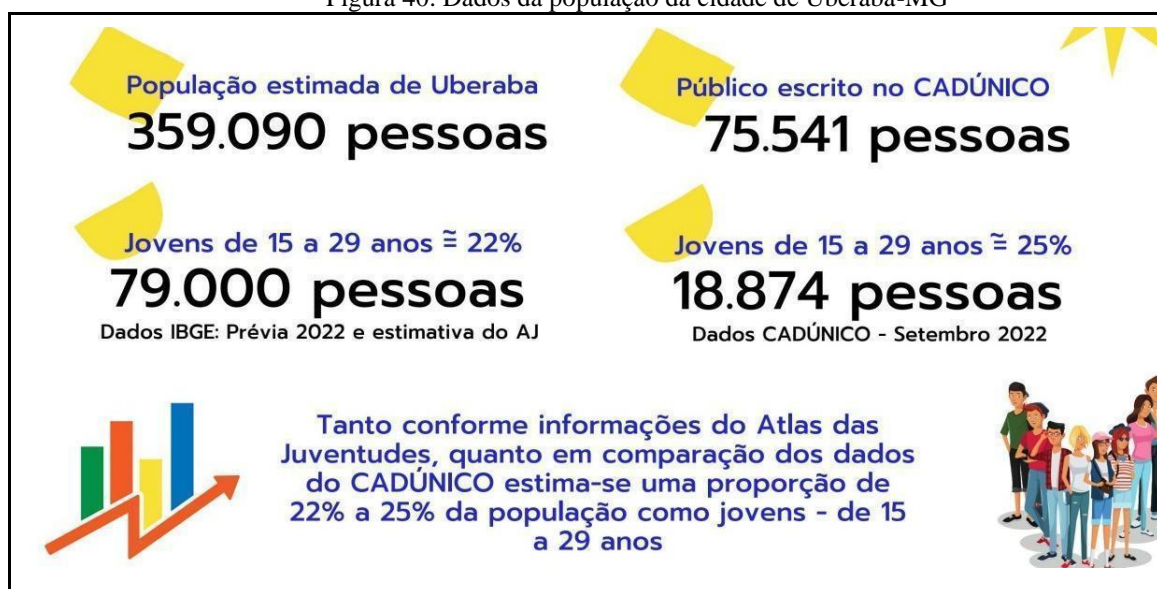 Figura 40: Dados da população da cidade de Uberaba-MG
População estimada de Uberaba
359.090 pessoas
Público escrito no CADÚNICO
75.541 pessoas
Jovens de 15 a 29 anos ≅ 22%
79.000 pessoas
Dados IBGE: Prévia 2022 e estimativa do AJ
Jovens de 15 a 29 anos ≅ 25%
18.874 pessoas
Dados CADÚNICO - Setembro 2022
Tanto conforme informações do Atlas das
Juventudes, quanto em comparação dos dados
do CADÚNICO estima-se uma proporção de
22% a 25% da população como jovens - de 15
a 29 anos